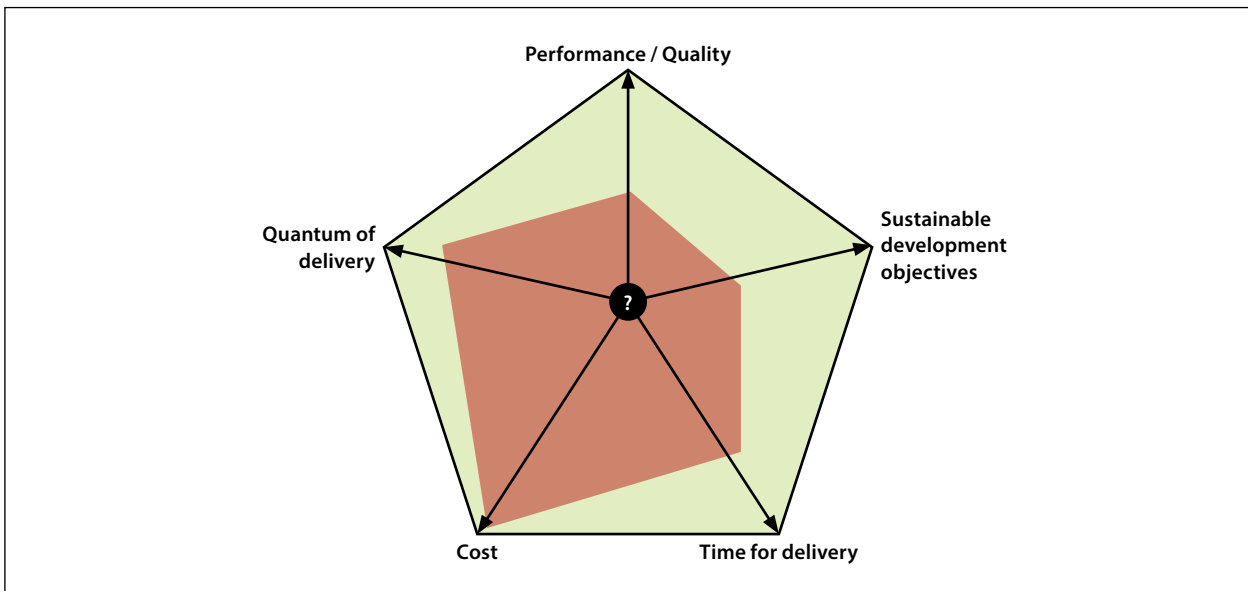 Performance / Quality
Quantum of
delivery
Sustainable
development
objectives
?
Cost
Time for delivery